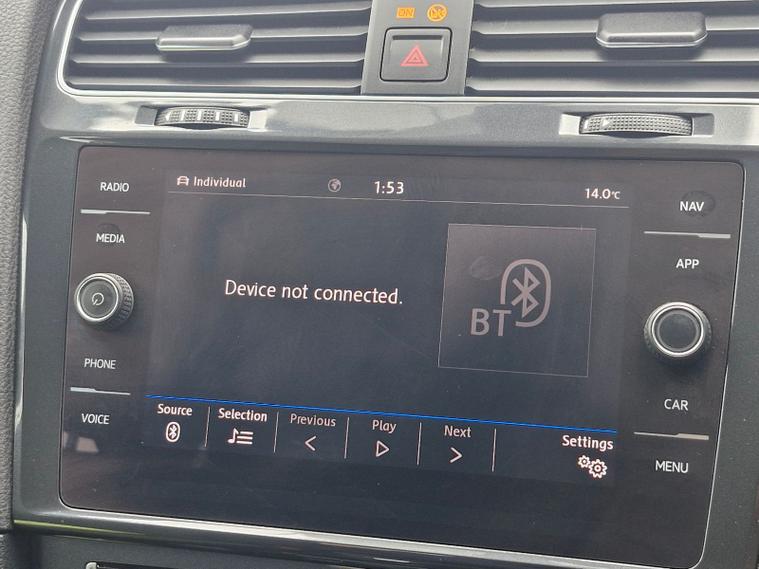 ON
RADIO
MEDIA
PHONE
VOICE
Individual
1:53
14.0°C
Device not connected.
BT
Source
Selection
Previous
Play
Next
Settings
NAV
APP
CAR
MENU